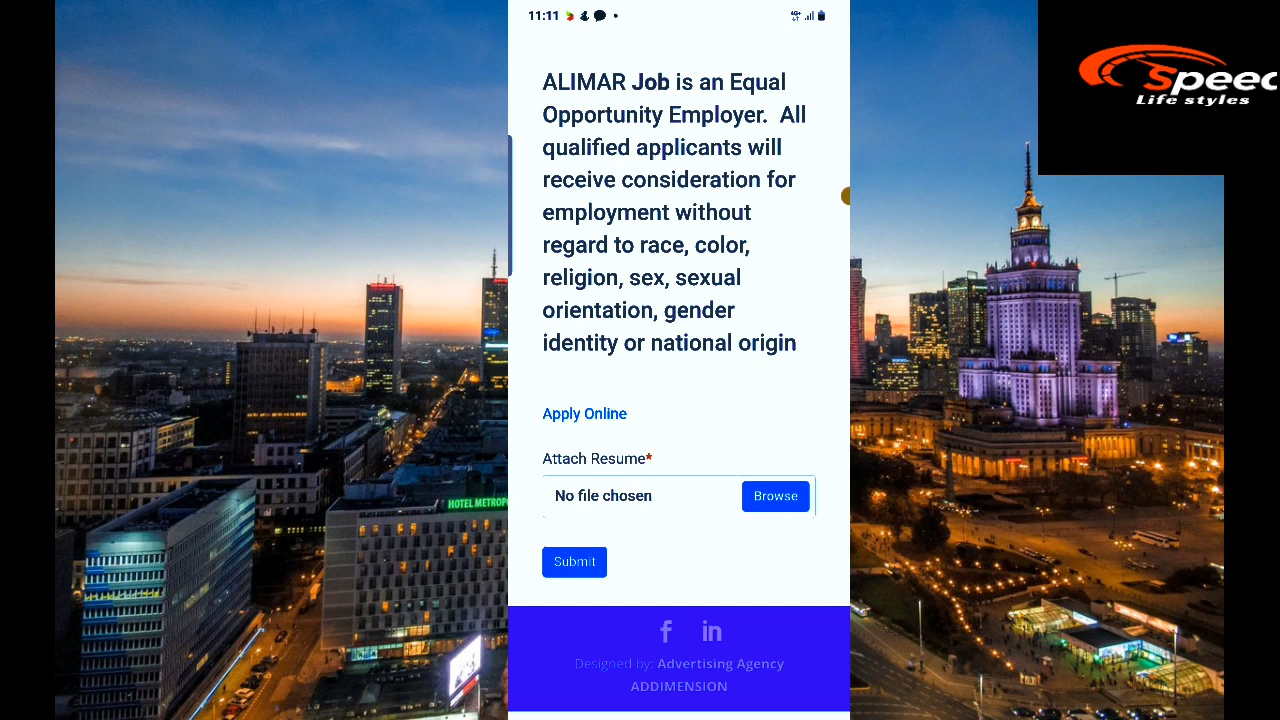 11:11
4G+
Speed
Life styles
ALIMAR Job is an Equal
Opportunity Employer. All
qualified applicants will
receive consideration for
employment without
regard to race, color,
religion, sex, sexual
orientation, gender
identity or national origin
Apply Online
Attach Resume*
No file chosen
Browse
HOTEL METROPO
Submit
Designed by: Advertising Agency
ADDIMENSION